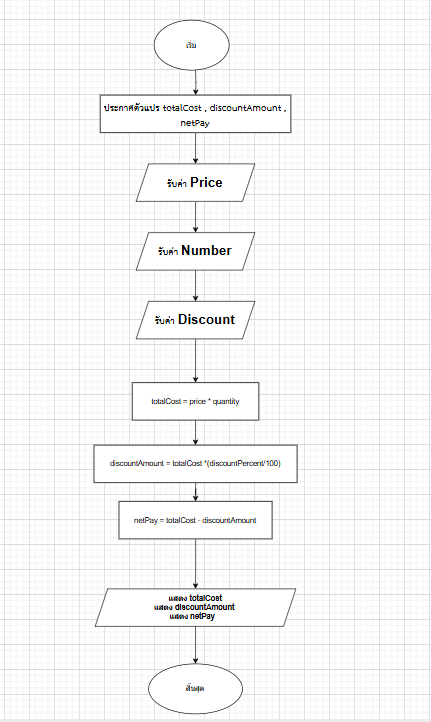 เริ่ม
ประกาศตัวแปร totalCost , discountAmount ,
netPay
รับค่า Price
รับค่า Number
รับค่า Discount
totalCost = price * quantity
discountAmount = totalCost *(discountPercent/100)
netPay = totalCost - discountAmount
แสดง totalCost
แสดง discountAmount
แสดง netPay
สิ้นสุด